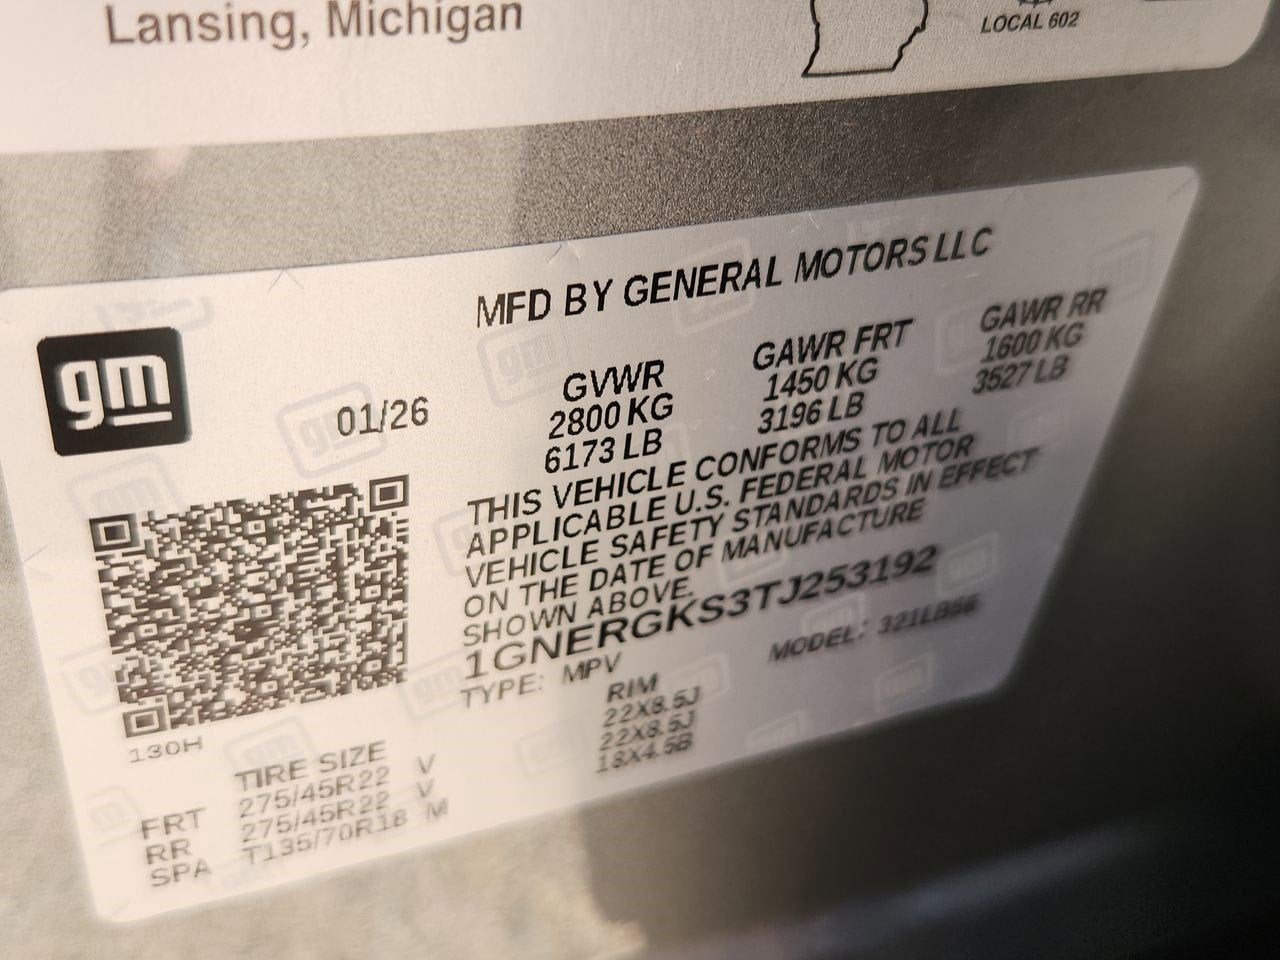 Lansing, Michigan
LOCAL 602
MFD BY GENERAL MOTORS LLC
gm
01/26
GVWR GAWR FRT GAWR RR
2800 KG 1450 KG 1600 KG
6173 LB 3196 LB 3527 LB
THIS VEHICLE CONFORMS TO ALL
APPLICABLE U.S. FEDERAL MOTOR
VEHICLE SAFETY STANDARDS IN EFFECT
ON THE DATE OF MANUFACTURE
SHOWN ABOVE.
1GNERGKS3TJ253192
TYPE: MPV MODEL: 321LB56
130H
TIRE SIZE RIM
FRT 275/45R22 V 22X8.5J
RR 275/45R22 V 22X8.5J
SPA T135/70R18 M 18X4.5B